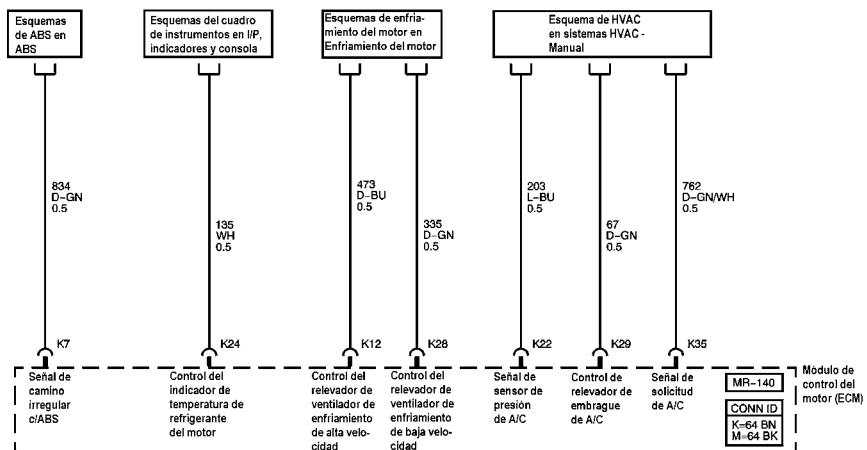 Esquemas
de ABS en
ABS
Esquemas del cuadro
de instrumentos en I/P,
indicadores y consola
Esquemas de enfria-
miento del motor en
Enfriamiento del motor
Esquema de HVAC
en sistemas HVAC -
Manual
834
D-GN
0.5
135
WH
0.5
473
D-BU
0.5
335
D-GN
0.5
203
L-BU
0.5
67
D-GN
0.5
762
D-GN/WH
0.5
K7
K24
K12
K28
K22
K29
K35
Señal de
camino
irregular
c/ABS
Control del
indicador de
temperatura de
refrigerante
del motor
Control del
relevador de
ventilador de
enfriamiento
de alta velo-
cidad
Control del
relevador de
ventilador de
enfriamiento
de baja velo-
cidad
Señal de
sensor de
presión
de A/C
Control de
relevador de
embrague
de A/C
Señal de
solicitud
de A/C
MR-140
CONN ID
K=64 BN
M=64 BK
Módulo de
control del
motor (ECM)